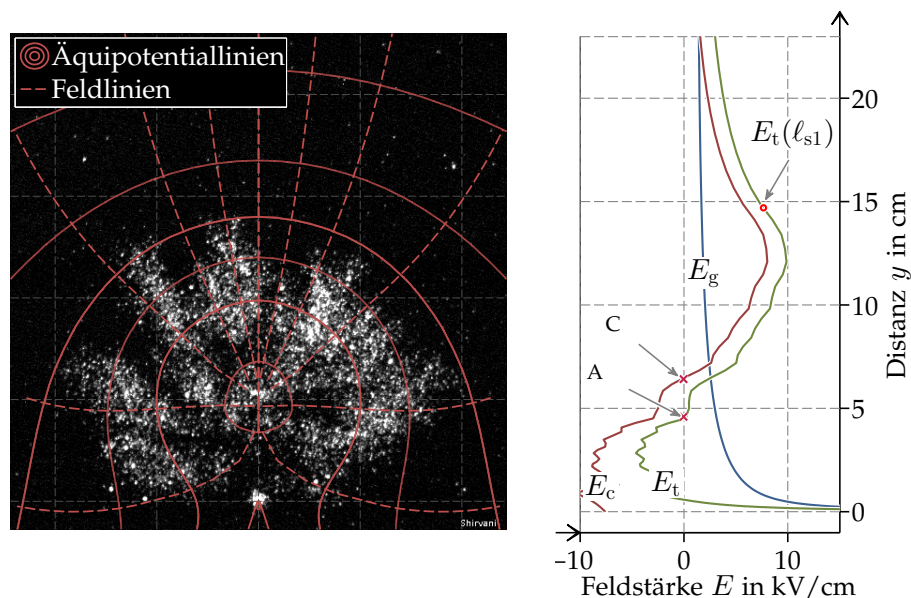 Äquipotentiallinien
Feldlinien
Shirvani
E_t(ℓ_s1)
E_g
C
A
E_c
E_t
20
15
10
5
0
Distanz y in cm
–10
0
10
Feldstärke E in kV/cm